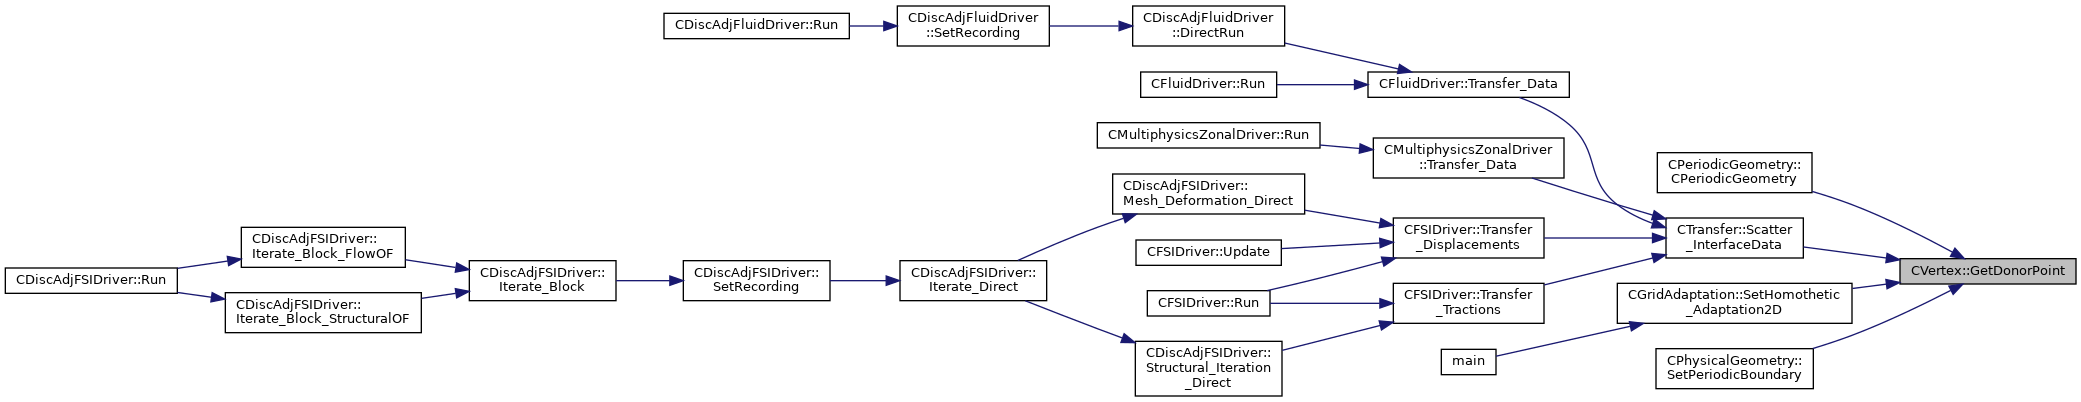 CDiscAdjFluidDriver::Run
CDiscAdjFluidDriver
::SetRecording
CDiscAdjFluidDriver
::DirectRun
CFluidDriver::Run
CFluidDriver::Transfer_Data
CMultiphysicsZonalDriver::Run
CMultiphysicsZonalDriver
::Transfer_Data
CPeriodicGeometry::
CPeriodicGeometry
CDiscAdjFSIDriver::
Mesh_Deformation_Direct
CFSIDriver::Transfer
_Displacements
CTransfer::Scatter
_InterfaceData
CFSIDriver::Update
CDiscAdjFSIDriver::
Iterate_Block_FlowOF
CDiscAdjFSIDriver::Run
CDiscAdjFSIDriver::
Iterate_Block
CDiscAdjFSIDriver::
SetRecording
CDiscAdjFSIDriver::
Iterate_Direct
CVertex::GetDonorPoint
CDiscAdjFSIDriver::
Iterate_Block_StructuralOF
CFSIDriver::Run
CFSIDriver::Transfer
_Tractions
CGridAdaptation::SetHomothetic
_Adaptation2D
CDiscAdjFSIDriver::
Structural_Iteration
_Direct
main
CPhysicalGeometry::
SetPeriodicBoundary